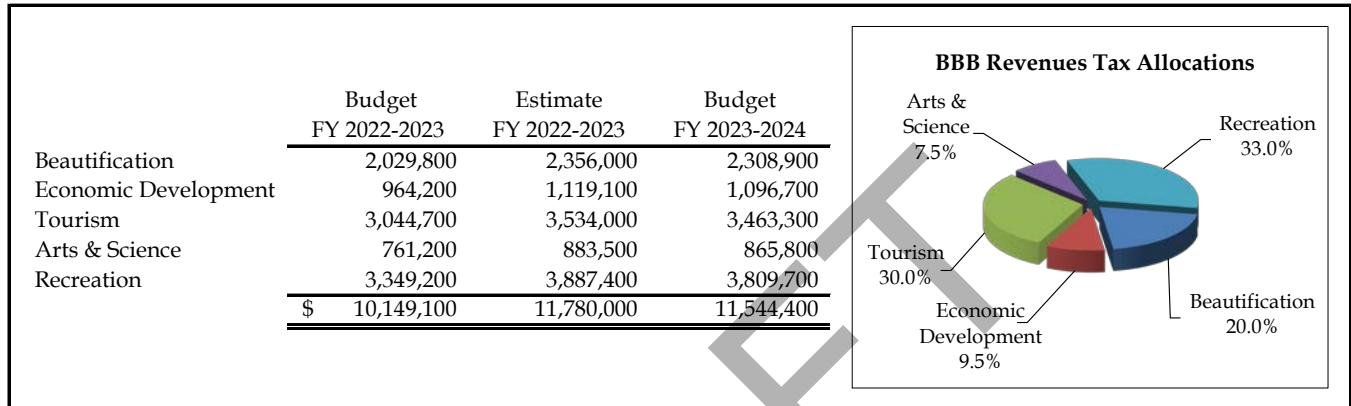 Budget Estimate Budget
FY 2022-2023 FY 2022-2023 FY 2023-2024
Beautification 2,029,800 2,356,000 2,308,900
Economic Development 964,200 1,119,100 1,096,700
Tourism 3,044,700 3,534,000 3,463,300
Arts & Science 761,200 883,500 865,800
Recreation 3,349,200 3,887,400 3,809,700
$ 10,149,100 11,780,000 11,544,400
BBB Revenues Tax Allocations
Arts &
Science
7.5%
Recreation
33.0%
Tourism
30.0%
Economic
Development
9.5%
Beautification
20.0%
ET